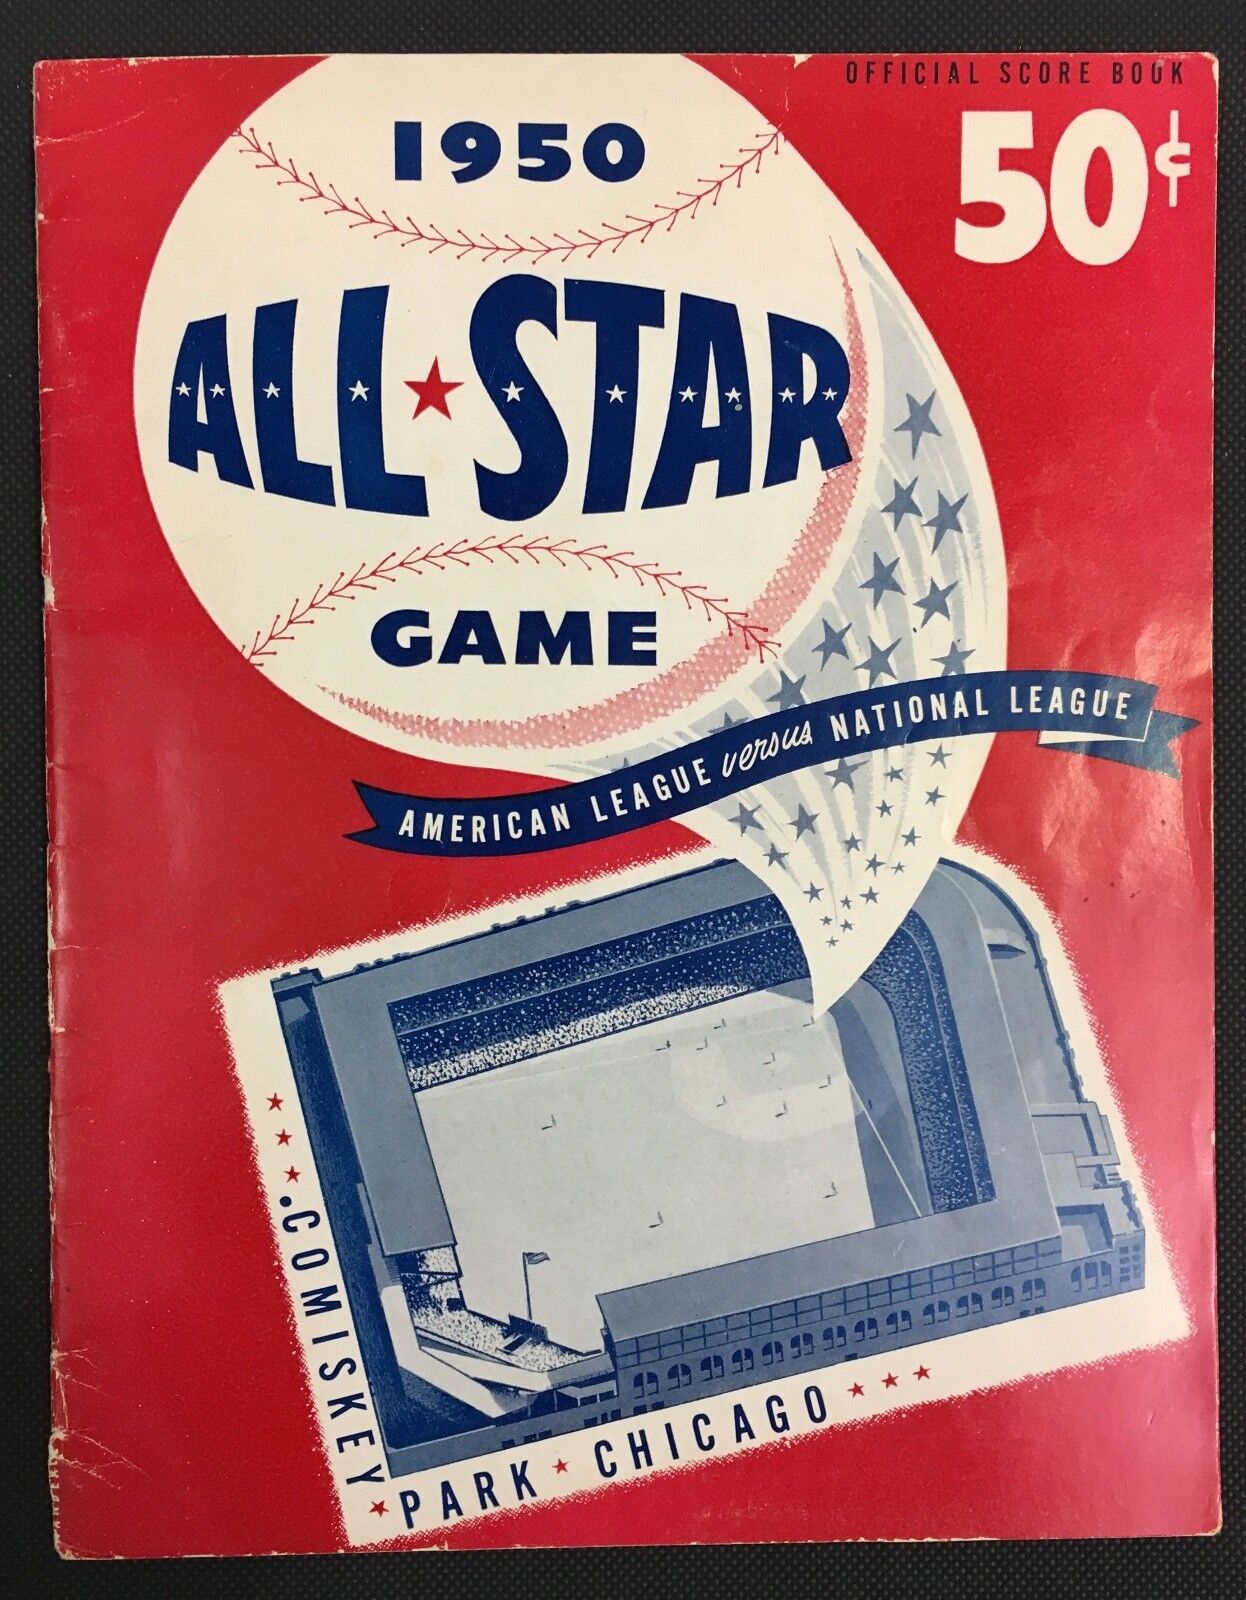 OFFICIAL SCORE BOOK
50¢
1950
ALL★STAR
GAME
AMERICAN LEAGUE versus NATIONAL LEAGUE
★ ★ ★ • COMISKEY ★ PARK ★ CHICAGO ★ ★ ★